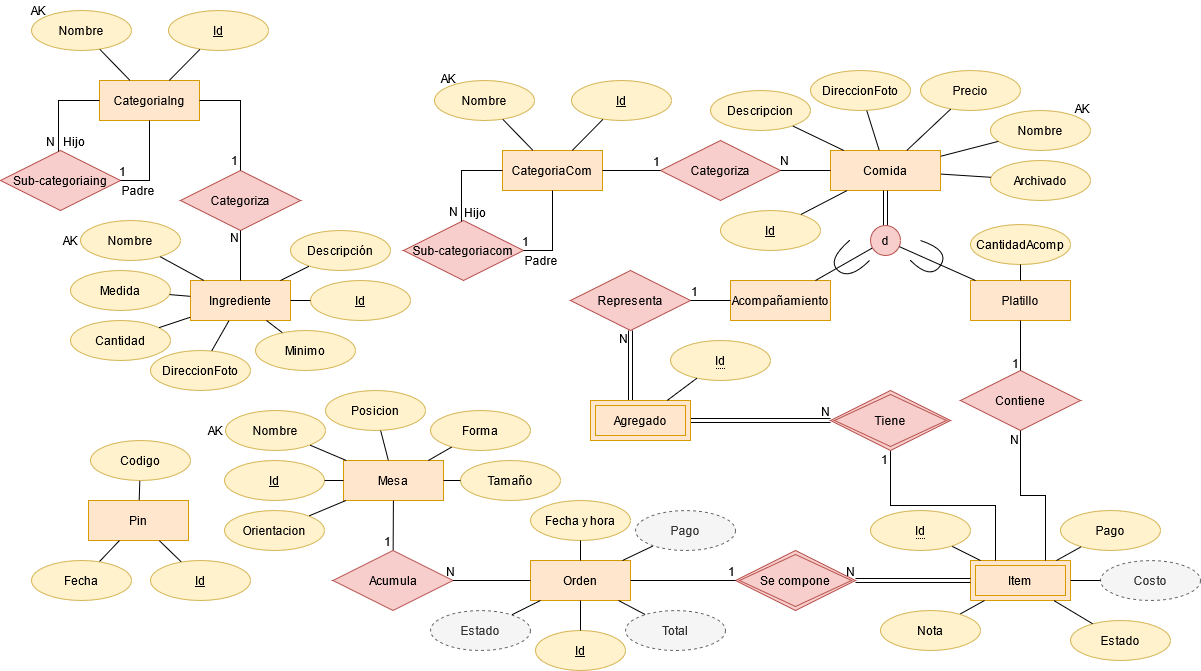 AK
Nombre
Id
CategoriaIng
N
Hijo
1
Padre
Sub-categoriaing
1
Categoriza
N
AK
Nombre
Descripción
Medida
Ingrediente
Id
Cantidad
DireccionFoto
Minimo
AK
Nombre
Id
CategoriaCom
N
Hijo
1
Padre
Sub-categoriacom
1
Categoriza
N
Descripcion
DireccionFoto
Precio
AK
Nombre
Comida
Archivado
Id
d
CantidadAcomp
Representa
1
Acompañamiento
Platillo
N
Id
1
Contiene
N
Agregado
N
Tiene
1
Posicion
AK
Nombre
Forma
Id
Mesa
Tamaño
Orientacion
Codigo
Pin
Fecha
Id
1
Acumula
N
Fecha y hora
Pago
Orden
1
Se compone
N
Estado
Total
Id
Id
Pago
Item
Costo
Nota
Estado